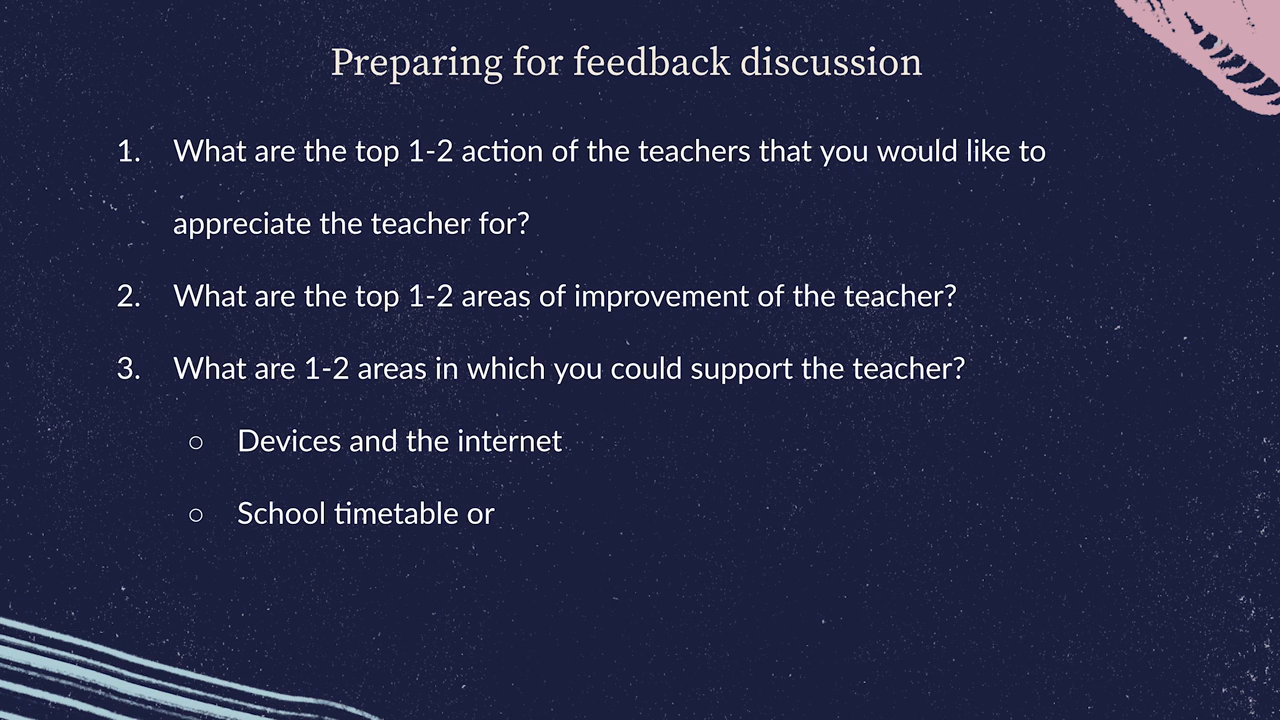 Preparing for feedback discussion
1. What are the top 1-2 action of the teachers that you would like to
appreciate the teacher for?
2. What are the top 1-2 areas of improvement of the teacher?
3. What are 1-2 areas in which you could support the teacher?
○ Devices and the internet
○ School timetable or